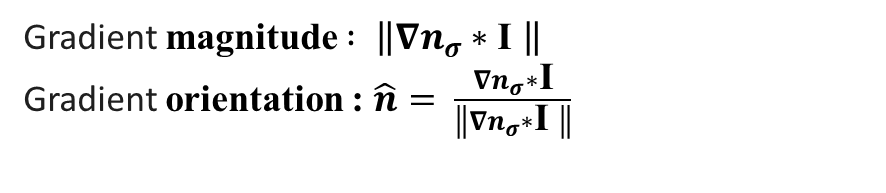 Gradient magnitude : ‖∇n_σ * I ‖
Gradient orientation : n̂ = ∇n_σ*I / ‖∇n_σ*I ‖